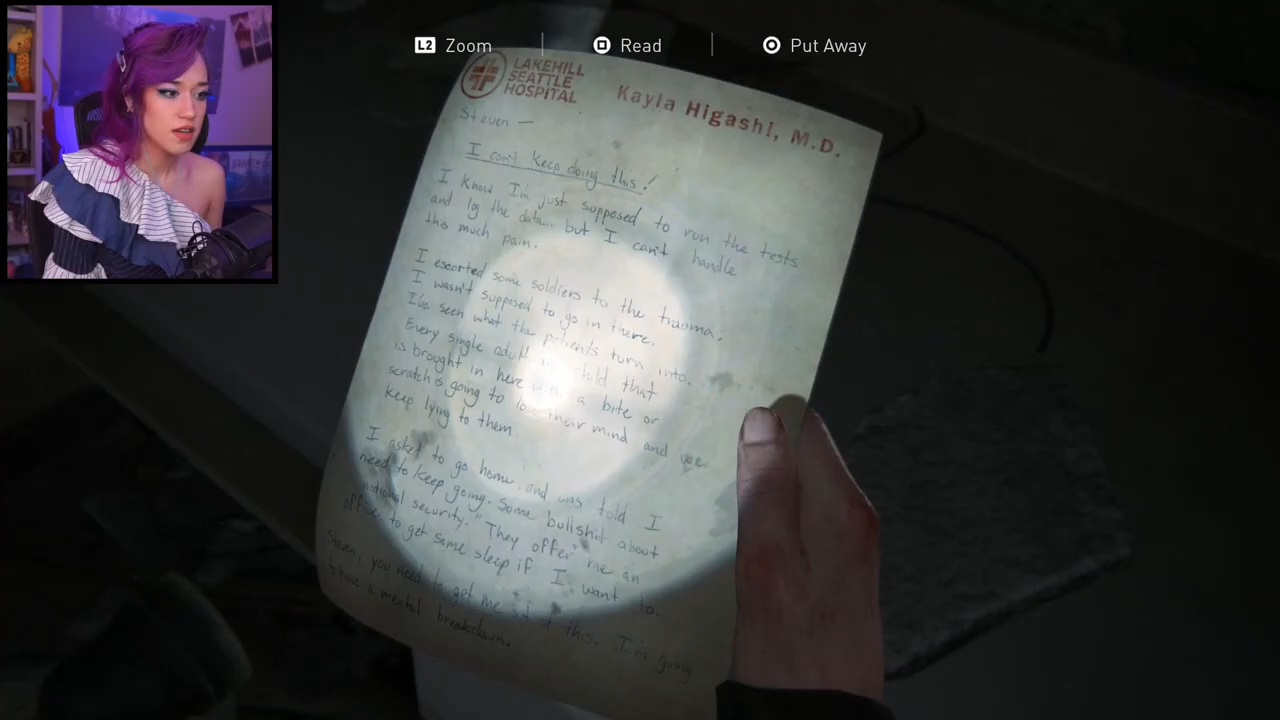 L2 Zoom
Read
Put Away
LAKEHILL
SEATTLE
HOSPITAL
Kayla Higashi, M.D.
Steven —
I can't keep doing this!
I know I'm just supposed to run the tests
and log the data... but I can't handle
this much pain.
I escorted some soldiers to the trauma.
I wasn't supposed to go in there.
I've seen what the patients turn into.
Every single adult or child that
is brought in here with a bite or
scratch is going to lose their mind and we
keep lying to them.
I asked to go home and was told I
need to keep going. Some bullshit about
"national security." They offer me an
office to get some sleep if I want to.
Steven, you need to get me out of this. I'm going
to have a mental breakdown.